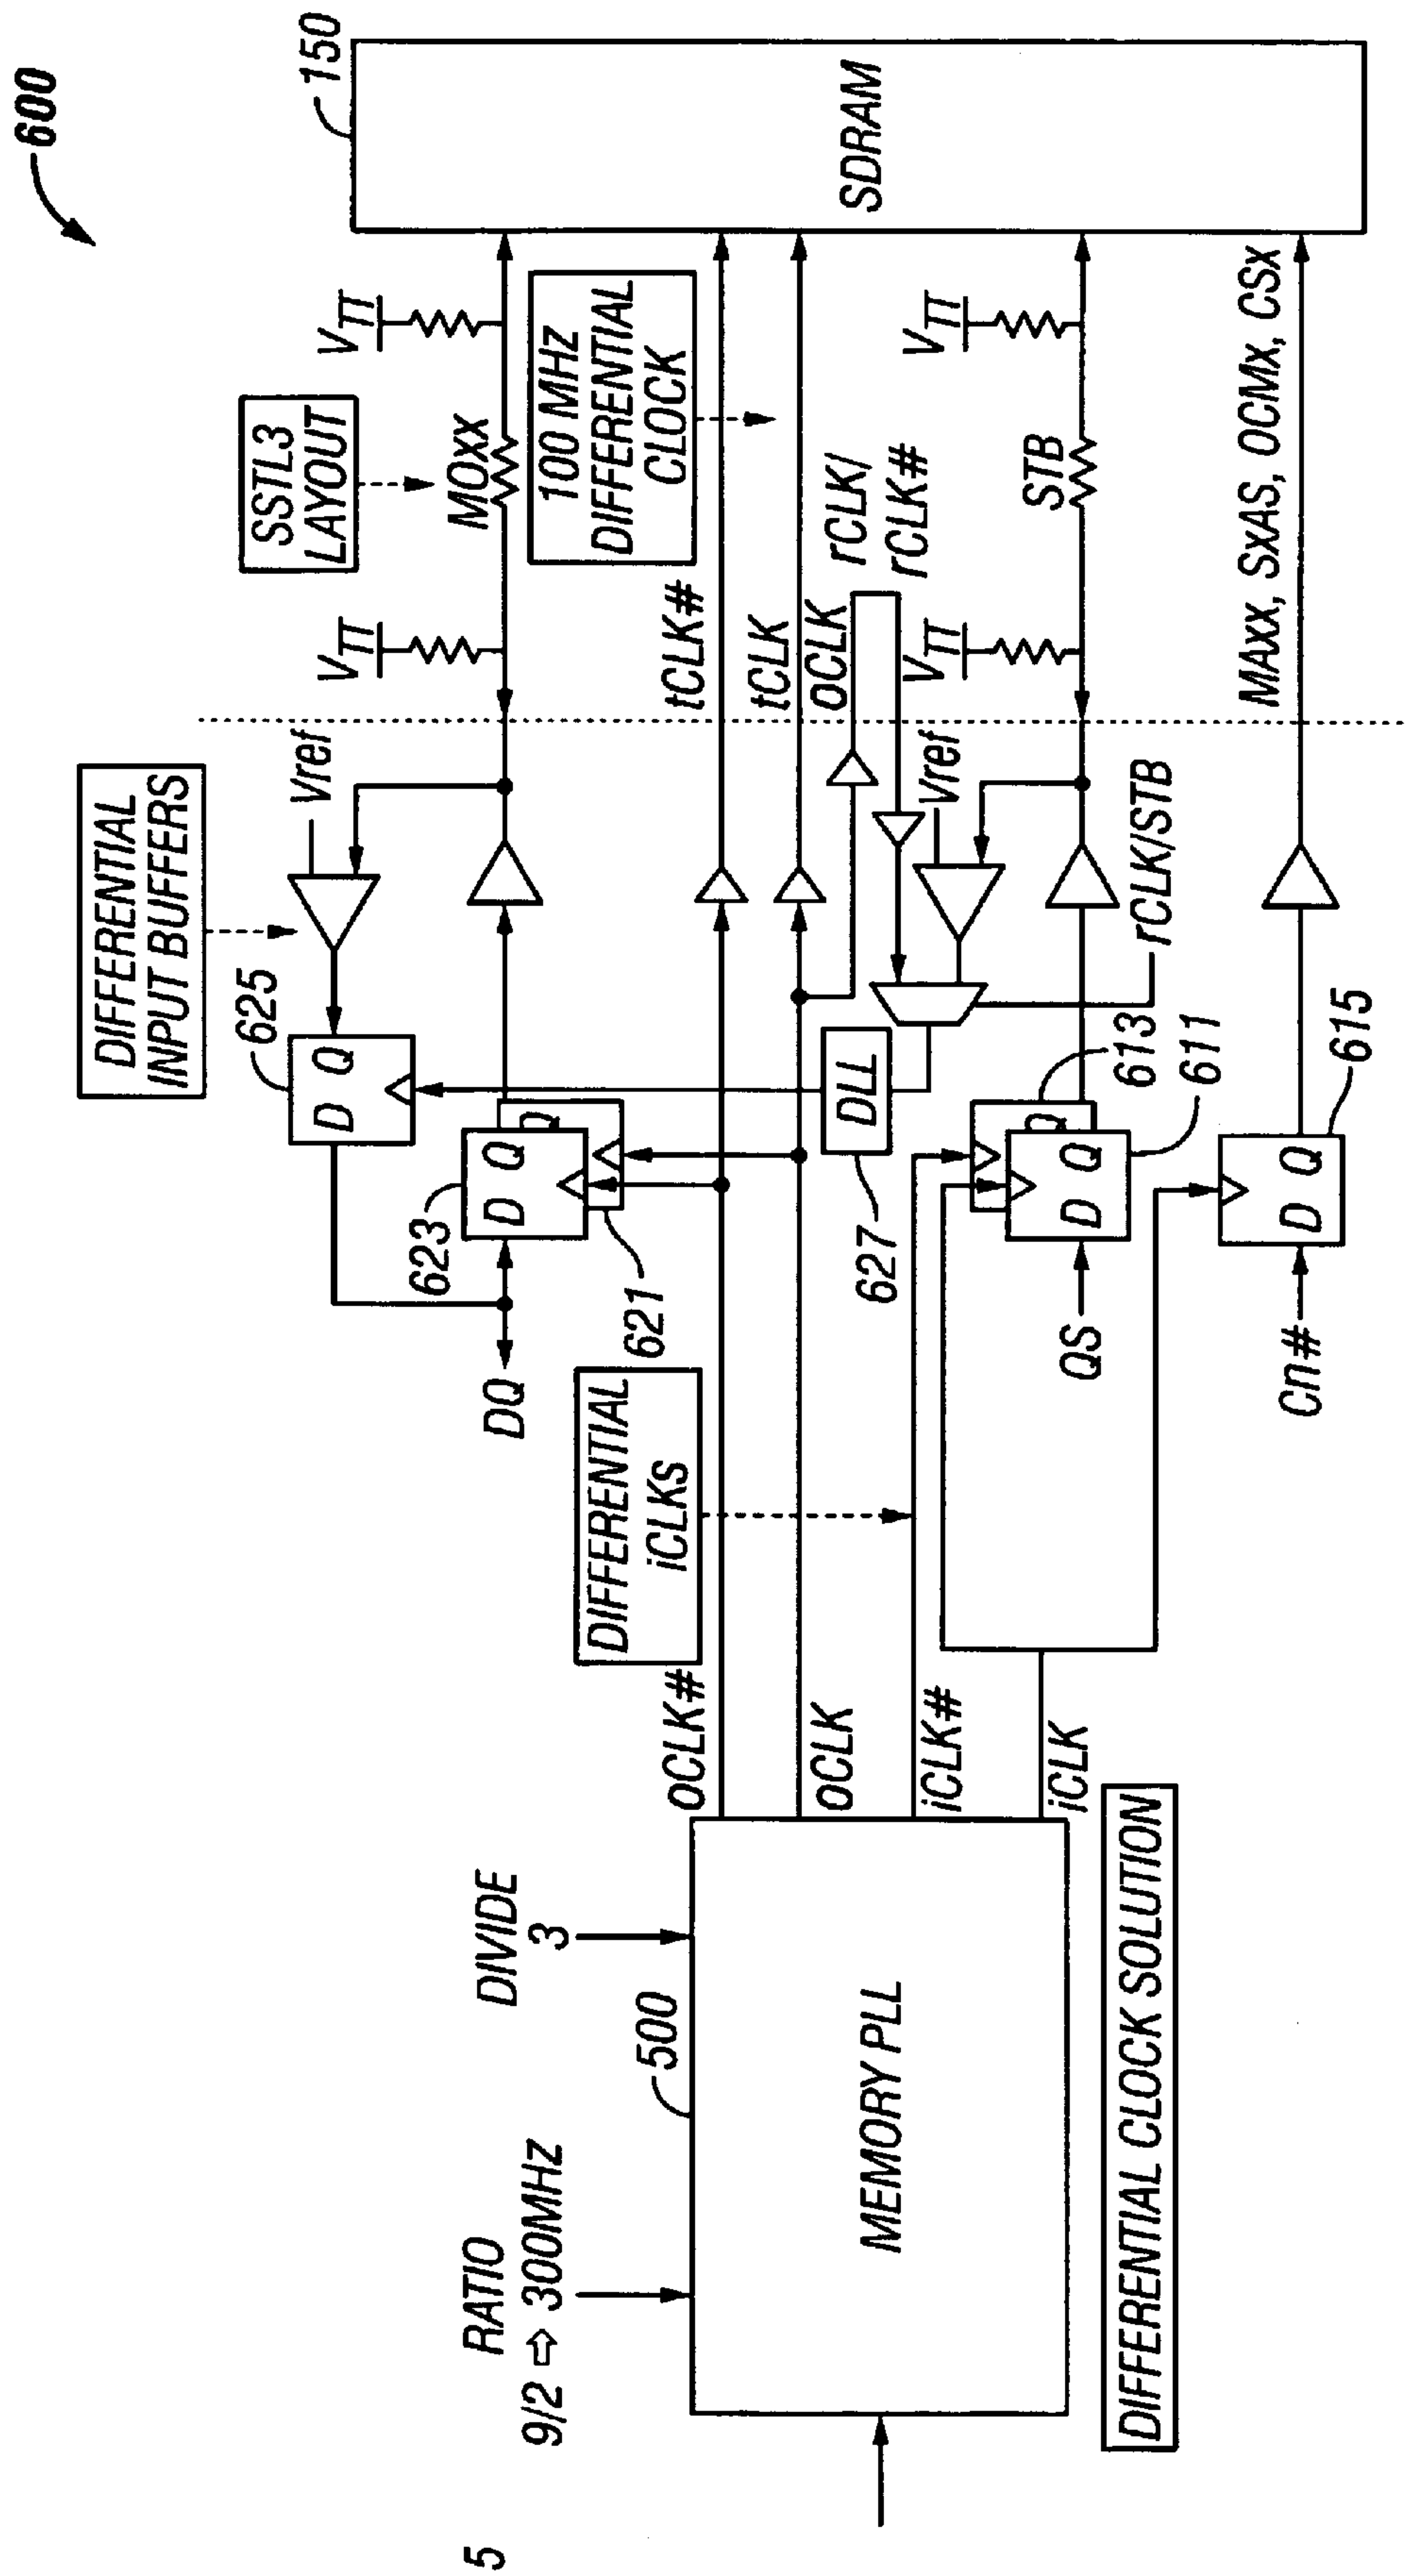 600
150
SDRAM
SSTL3
LAYOUT
VTT
MOxx
VTT
100 MHz
DIFFERENTIAL
CLOCK
tCLK#
tCLK
OCLK
rCLK/
rCLK#
VTT
STB
VTT
MAxx, SxAS, OCMx, CSx
DIFFERENTIAL
INPUT BUFFERS
Vref
Vref
rCLK/STB
625
D Q
623
D Q
Q
621
DQ
DLL
627
613
611
Q
D Q
QS
615
D Q
Cn#
DIFFERENTIAL
iCLKs
OCLK#
OCLK
iCLK#
iCLK
DIVIDE
3
500
MEMORY PLL
RATIO
9/2 ⇨ 300MHz
DIFFERENTIAL CLOCK SOLUTION
5